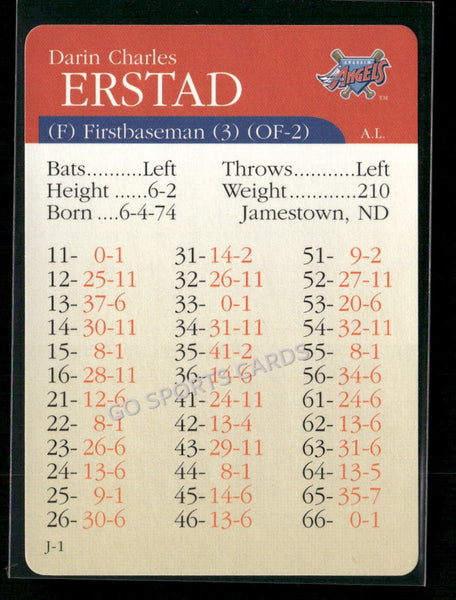 Darin Charles
ERSTAD
ANAHEIM
ANGELS
TM
(F) Firstbaseman (3) (OF-2) A.L.
Bats..........Left Throws...........Left
Height ......6-2 Weight............210
Born ....6-4-74 Jamestown, ND
11- 0-1 31-14-2 51- 9-2
12-25-11 32-26-11 52-27-11
13-37-6 33- 0-1 53-20-6
14-30-11 34-31-11 54-32-11
15- 8-1 35-41-2 55- 8-1
16-28-11 36- 56-34-6
21-12-6 41-24-11 61-24-6
22- 8-1 42-13-4 62-13-6
23-26-6 43-29-11 63-31-6
24-13-6 44- 8-1 64-13-5
25- 9-1 45-14-6 65-35-7
26-30-6 46-13-6 66- 0-1
J-1
GO SPORTS CARDS